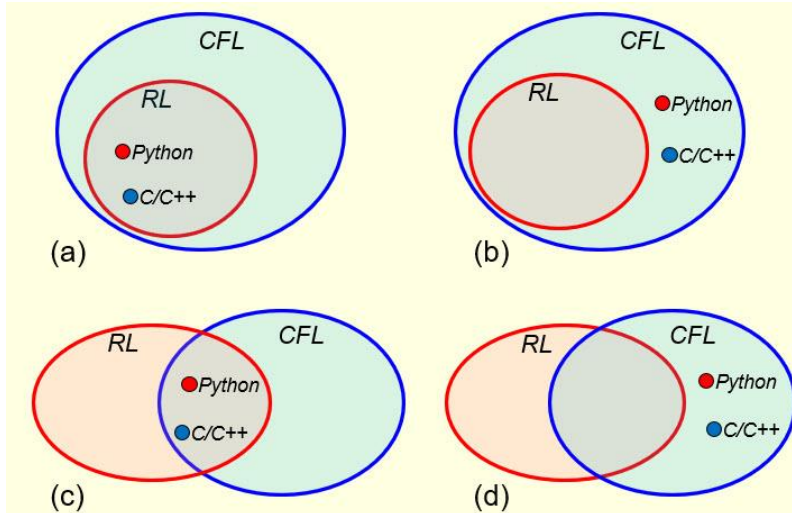 CFL
RL
Python
C/C++
(a)
CFL
RL
Python
C/C++
(b)
RL
CFL
Python
C/C++
(c)
RL
CFL
Python
C/C++
(d)